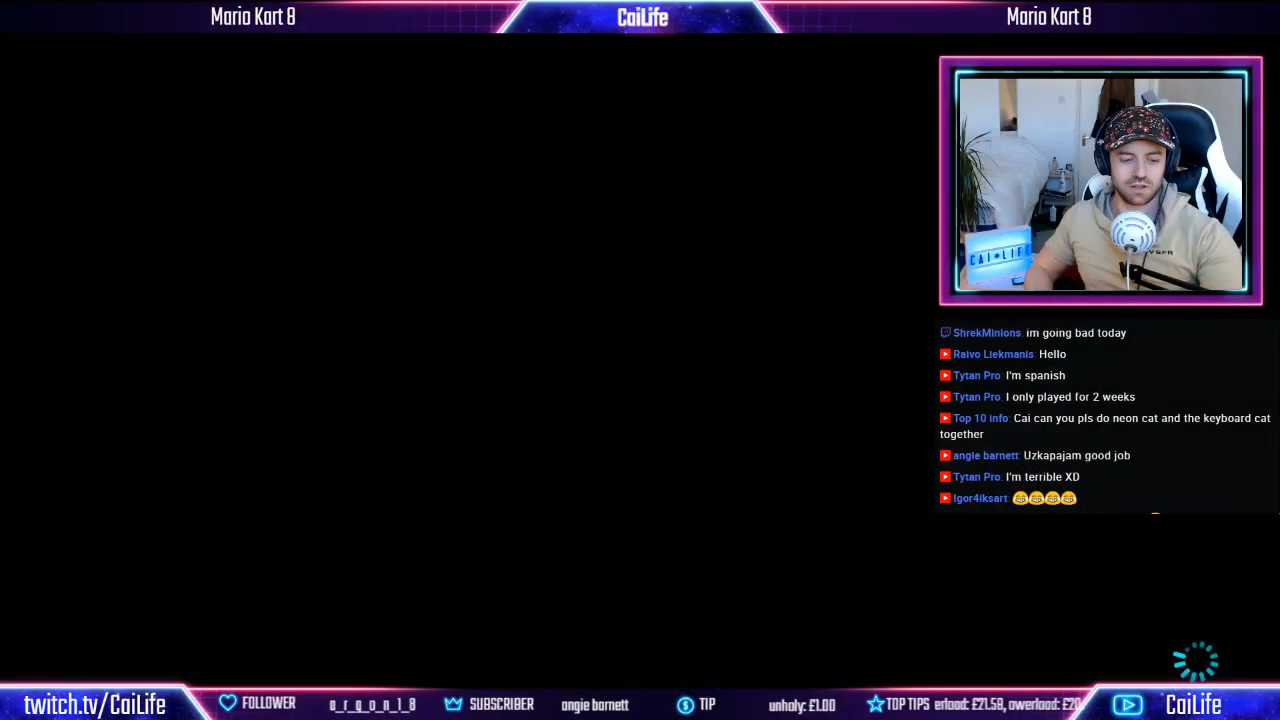 Mario Kart 8
CaiLife
Mario Kart 8
CAI LIFE
VSFR
ShrekMinions: im going bad today
Raivo Liekmanis: Hello
Tytan Pro: I'm spanish
Tytan Pro: I only played for 2 weeks
Top 10 info: Cai can you pls do neon cat and the keyboard cat
together
angie barnett: Uzkapajam good job
Tytan Pro: I'm terrible XD
Igor4iksart: 😂😂😂😂
twitch.tv/CaiLife
FOLLOWER
a_r_g_o_n_1_8
SUBSCRIBER
angie barnett
TIP
unholy: £1.00
TOP TIPS
erload: £21.58, owerload: £20
CaiLife